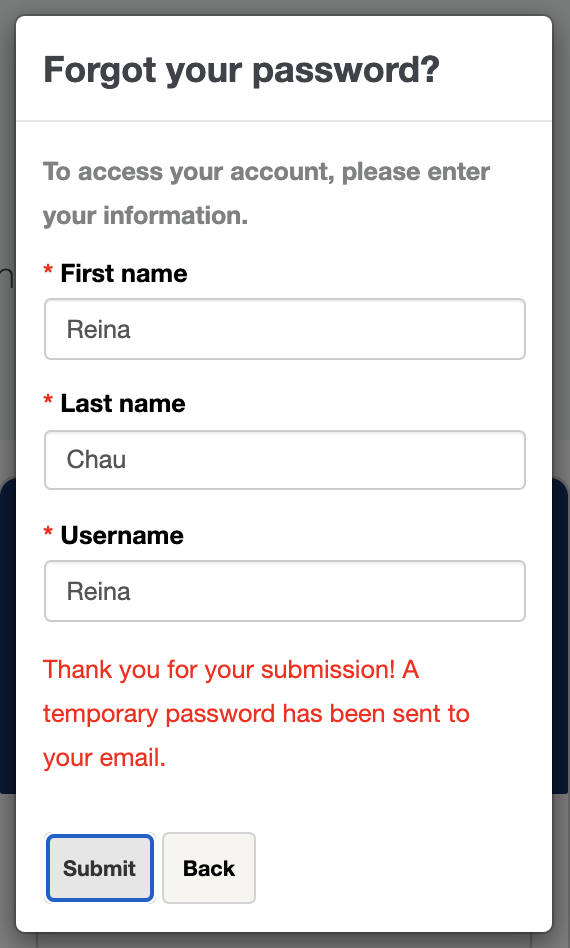 Forgot your password?
To access your account, please enter
your information.
* First name
Reina
* Last name
Chau
* Username
Reina
Thank you for your submission! A
temporary password has been sent to
your email.
Submit Back